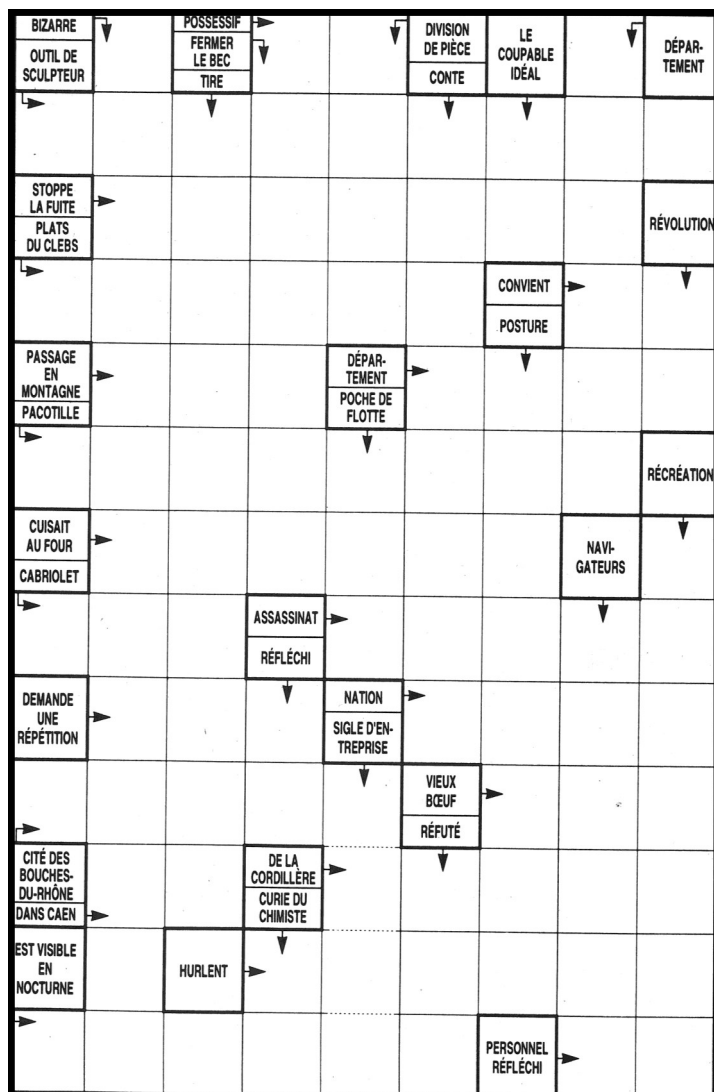 BIZARRE
OUTIL DE
SCULPTEUR
POSSESSIF
FERMER
LE BEC
TIRE
DIVISION
DE PIÈCE
CONTE
LE
COUPABLE
IDÉAL
DÉPAR-
TEMENT
STOPPE
LA FUITE
PLATS
DU CLEBS
RÉVOLUTION
CONVIENT
POSTURE
PASSAGE
EN
MONTAGNE
PACOTILLE
DÉPAR-
TEMENT
POCHE DE
FLOTTE
RÉCRÉATION
CUISAIT
AU FOUR
CABRIOLET
NAVI-
GATEURS
ASSASSINAT
RÉFLÉCHI
DEMANDE
UNE
RÉPÉTITION
NATION
SIGLE D'EN-
TREPRISE
VIEUX
BŒUF
RÉFUTÉ
CITÉ DES
BOUCHES-
DU-RHÔNE
DANS CAEN
DE LA
CORDILLÈRE
CURIE DU
CHIMISTE
EST VISIBLE
EN
NOCTURNE
HURLENT
PERSONNEL
RÉFLÉCHI